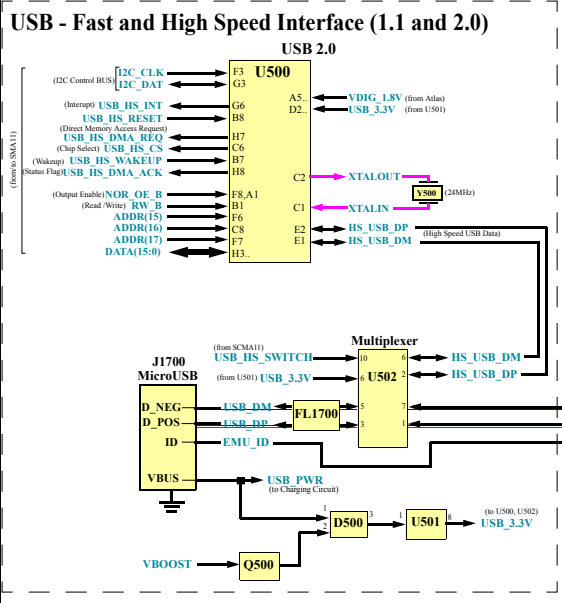 USB - Fast and High Speed Interface (1.1 and 2.0)
USB 2.0
U500
(I2C Control BUS)
I2C_CLK F3
I2C_DAT G3
(Interupt) USB_HS_INT G6
USB_HS_RESET B8
(Direct Memory Access Request)
USB_HS_DMA_REQ H7
(Chip Select) USB_HS_CS C6
(Wakeup) USB_HS_WAKEUP B7
(Status Flag) USB_HS_DMA_ACK H8
(from/to SMA11)
(Output Enable) NOR_OE_B F8,A1
(Read /Write) RW_B B1
ADDR(15) F6
ADDR(16) C8
ADDR(17) F7
DATA(15:0) H3..
A5.. VDIG_1.8V (from Atlas)
D2.. USB_3.3V (from U501)
C2 XTALOUT
Y500 (24MHz)
C1 XTALIN
E2 HS_USB_DP
(High Speed USB Data)
E1 HS_USB_DM
Multiplexer
U502
(from SCMA11)
USB_HS_SWITCH 10
6 HS_USB_DM
(from U501) USB_3.3V 6
2 HS_USB_DP
J1700
MicroUSB
D_NEG USB_DM FL1700 5 7
D_POS USB_DP 3 1
ID EMU_ID
VBUS USB_PWR
(to Charging Circuit)
1
2 D500 3
1 U501 8
(to U500, U502)
USB_3.3V
VBOOST Q500